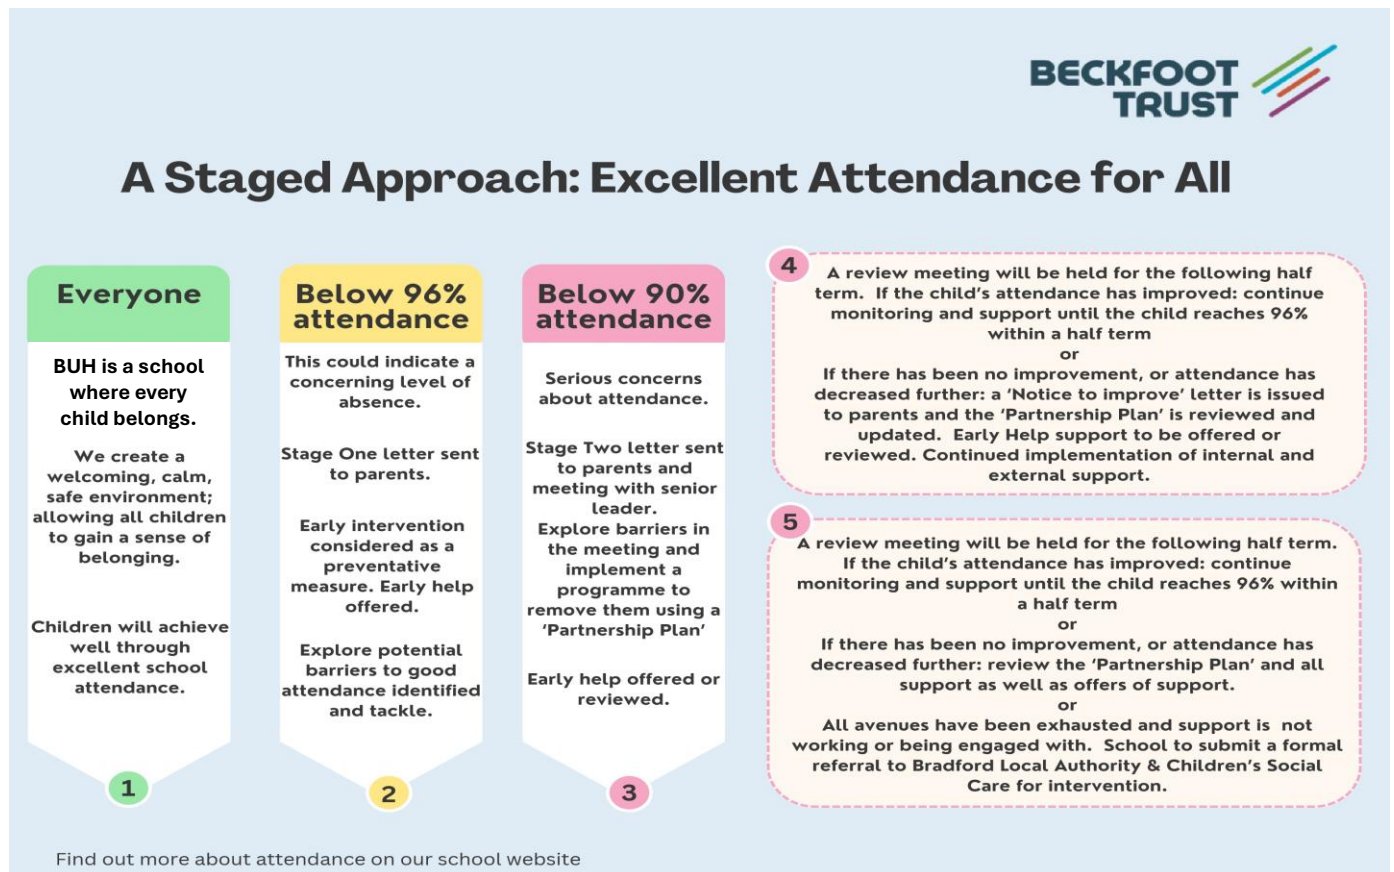 BECKFOOT
TRUST
A Staged Approach: Excellent Attendance for All
Everyone
BUH is a school
where every
child belongs.
We create a
welcoming, calm,
safe environment;
allowing all children
to gain a sense of
belonging.
Children will achieve
well through
excellent school
attendance.
1
Below 96%
attendance
This could indicate a
concerning level of
absence.
Stage One letter sent
to parents.
Early intervention
considered as a
preventative
measure. Early help
offered.
Explore potential
barriers to good
attendance identified
and tackle.
2
Below 90%
attendance
Serious concerns
about attendance.
Stage Two letter sent
to parents and
meeting with senior
leader.
Explore barriers in
the meeting and
implement a
programme to
remove them using a
‘Partnership Plan’
Early help offered or
reviewed.
3
4
A review meeting will be held for the following half
term. If the child’s attendance has improved: continue
monitoring and support until the child reaches 96%
within a half term
or
If there has been no improvement, or attendance has
decreased further: a ‘Notice to improve’ letter is issued
to parents and the ‘Partnership Plan’ is reviewed and
updated. Early Help support to be offered or
reviewed. Continued implementation of internal and
external support.
5
A review meeting will be held for the following half term.
If the child’s attendance has improved: continue
monitoring and support until the child reaches 96% within
a half term
or
If there has been no improvement, or attendance has
decreased further: review the ‘Partnership Plan’ and all
support as well as offers of support.
or
All avenues have been exhausted and support is not
working or being engaged with. School to submit a formal
referral to Bradford Local Authority & Children’s Social
Care for intervention.
Find out more about attendance on our school website